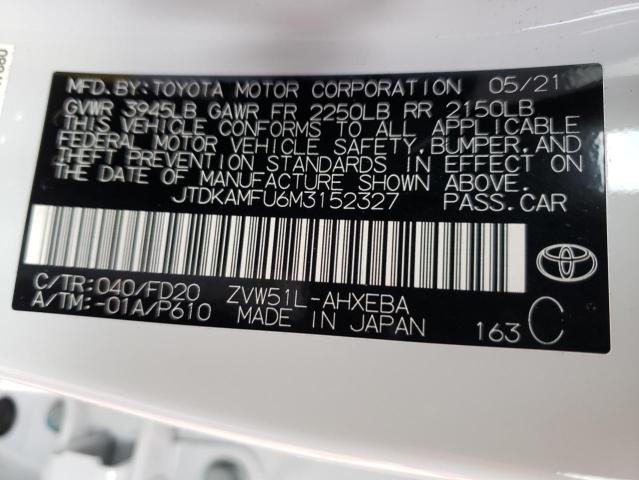 MFD.BY:TOYOTA MOTOR CORPORATION 05/21
GVWR 3945LB GAWR FR 2250LB RR 2150LB
THIS VEHICLE CONFORMS TO ALL APPLICABLE
FEDERAL MOTOR VEHICLE SAFETY,BUMPER,AND
THEFT PREVENTION STANDARDS IN EFFECT ON
THE DATE OF MANUFACTURE SHOWN ABOVE.
JTDKAMFU6M3152327 PASS.CAR
C/TR:040/FD20 ZVW51L-AHXEBA
A/TM:-01A/P610 MADE IN JAPAN 163 C